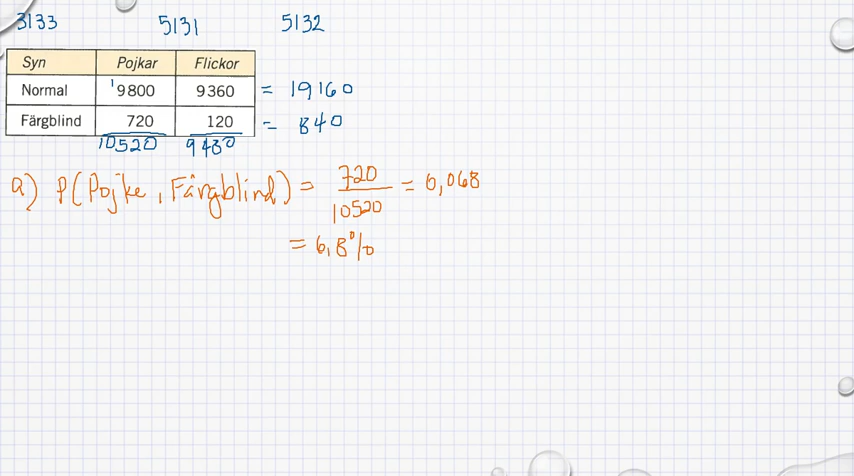 3133 5131 5132
Syn Pojkar Flickor
Normal ¹9800 9360 = 19160
Färgblind 720 120 = 840
10520 9480
a) P(Pojke, Färgblind) = 720/10520 = 0,068
= 6,8%